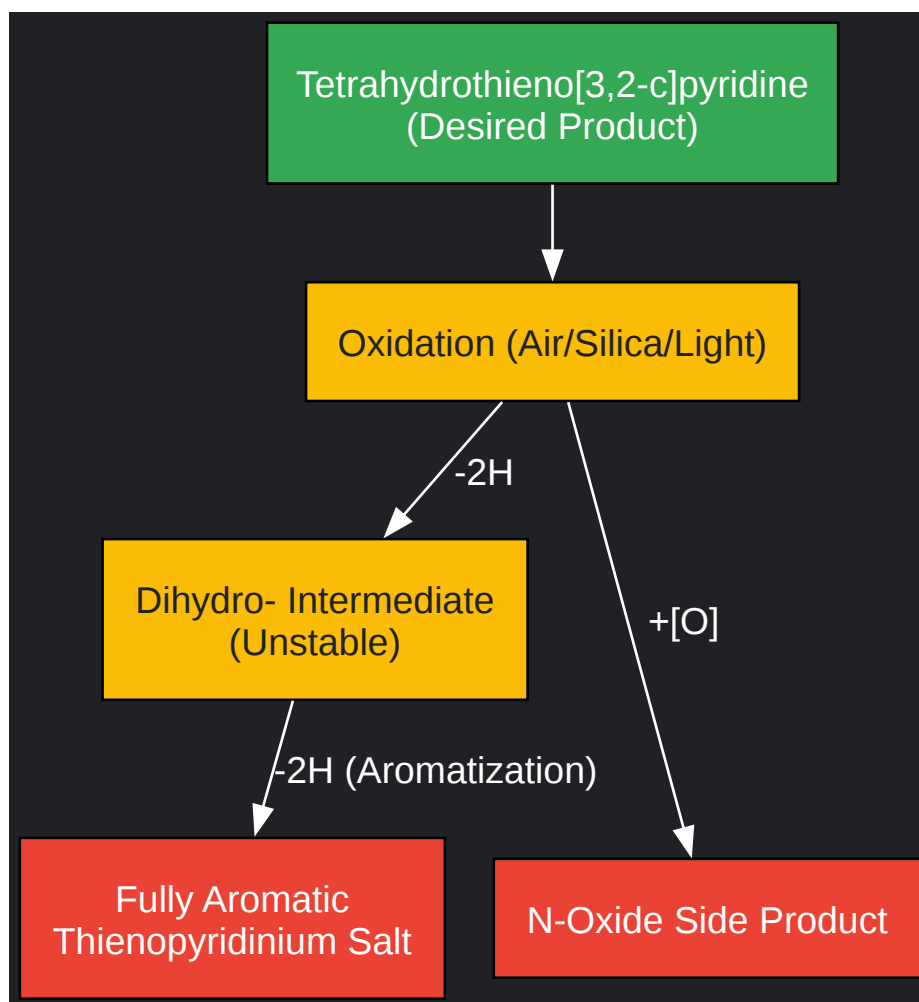 Tetrahydrothieno[3,2-c]pyridine
(Desired Product)
Oxidation (Air/Silica/Light)
-2H
Dihydro- Intermediate
(Unstable)
+[O]
-2H (Aromatization)
Fully Aromatic
Thienopyridinium Salt
N-Oxide Side Product